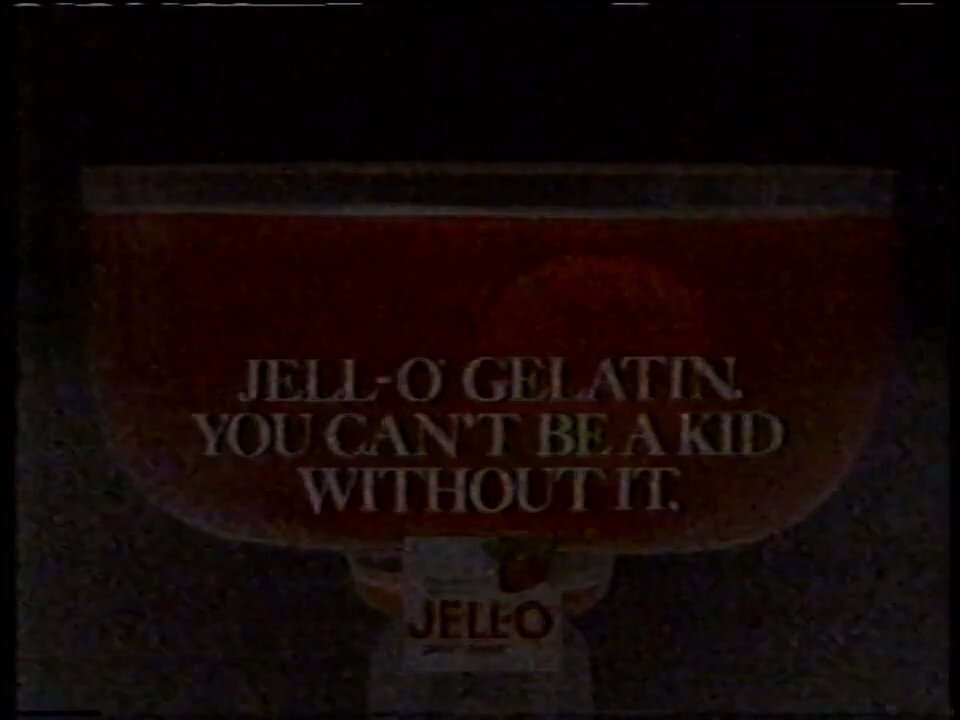 JELL-O GELATIN.
YOU CAN'T BE A KID
WITHOUT IT.
JELL-O